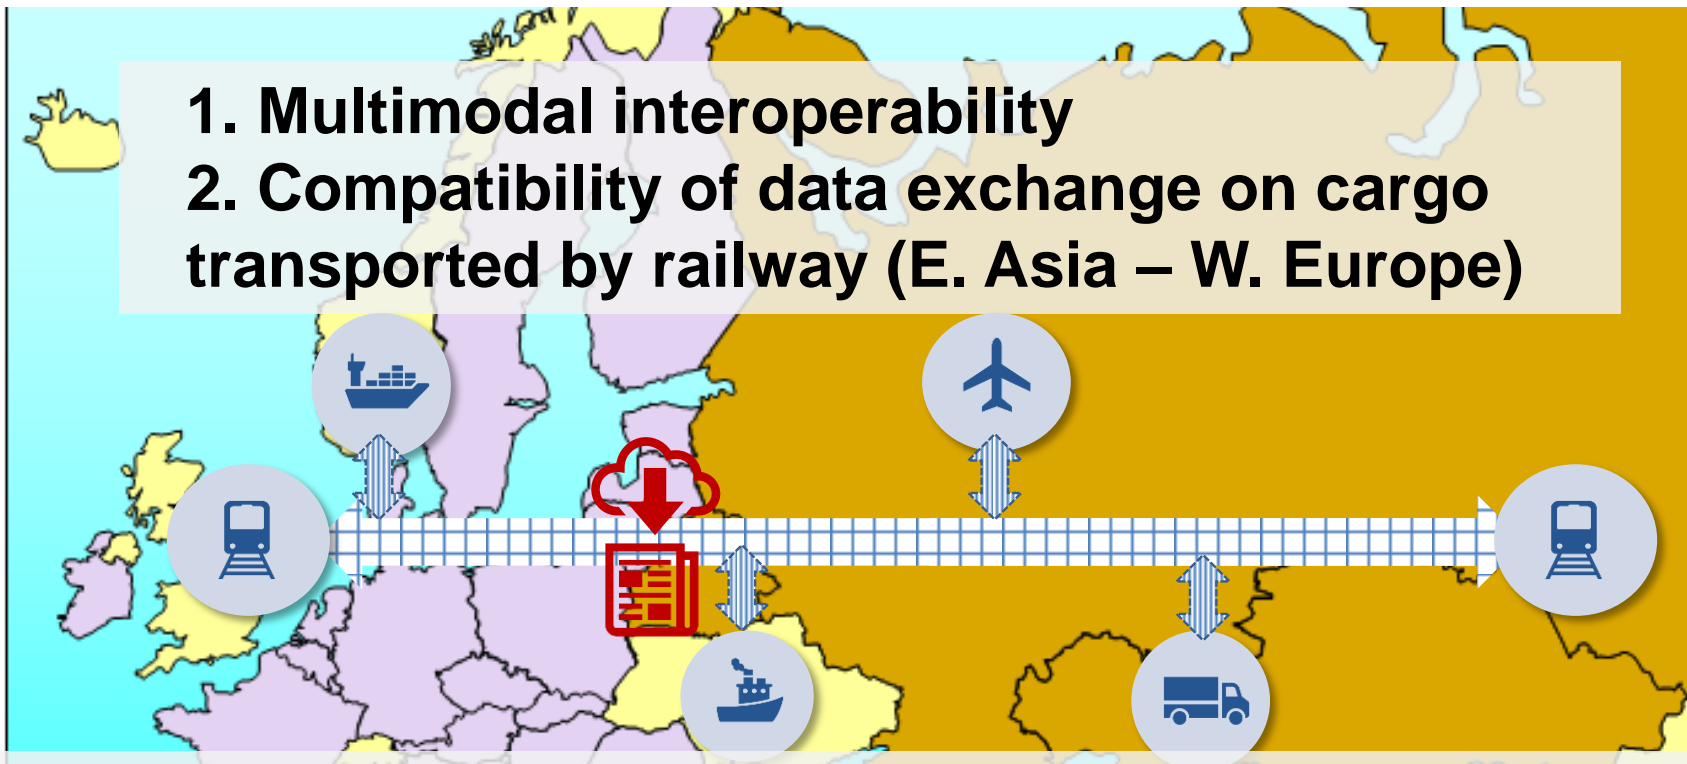 1. Multimodal interoperability
2. Compatibility of data exchange on cargo
transported by railway (E. Asia – W. Europe)